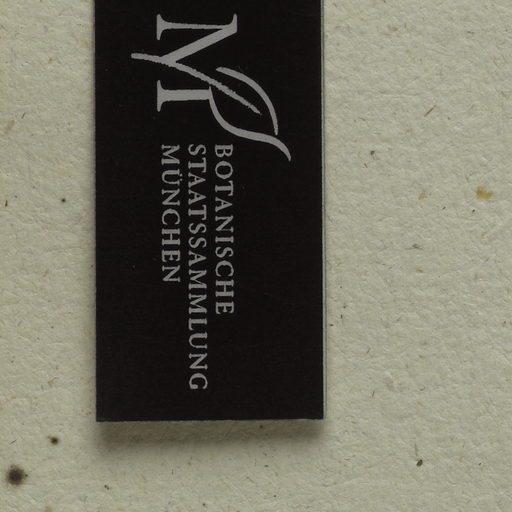 M
BOTANISCHE
STAATSSAMMLUNG
MÜNCHEN